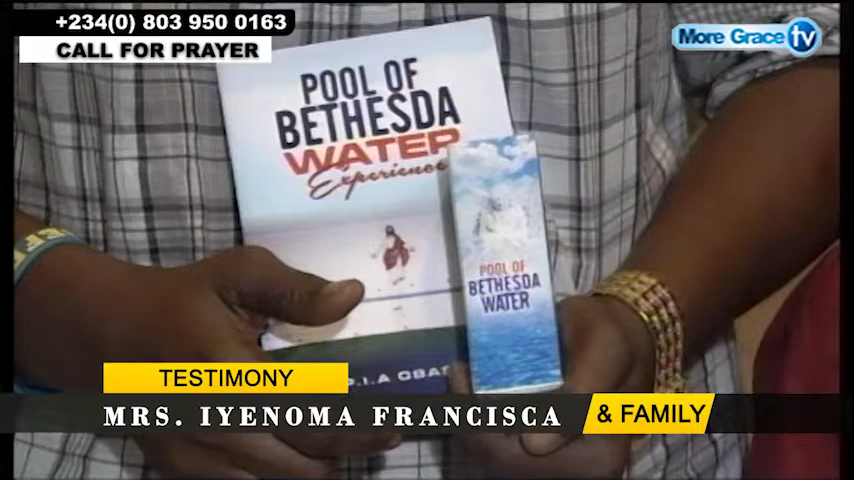 +234(0) 803 950 0163
CALL FOR PRAYER
More Grace tv
POOL OF
BETHESDA
WATER
Experience
POOL OF
BETHESDA
WATER
TESTIMONY
MRS. IYENOMA FRANCISCA
& FAMILY